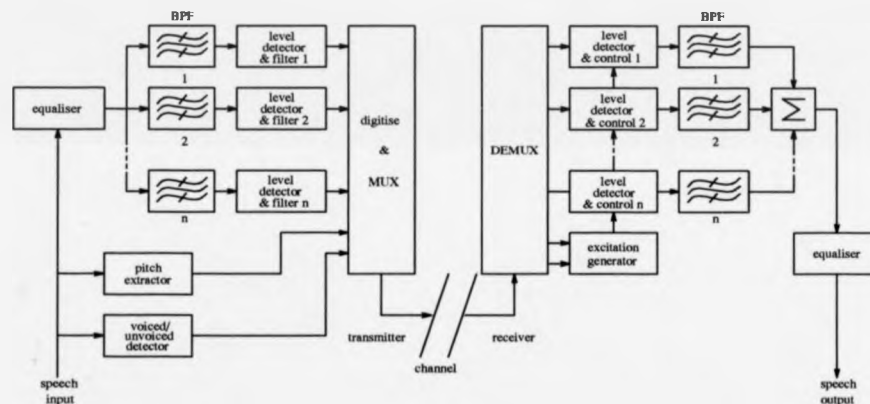 BPF
level
detector
& filter 1
1
equaliser
level
detector
& filter 2
2
level
detector
& filter n
n
pitch
extractor
voiced/
unvoiced
detector
speech
input
digitise
&
MUX
transmitter
channel
receiver
DEMUX
level
detector
& control 1
BPF
1
level
detector
& control 2
2
Σ
level
detector
& control n
n
excitation
generator
equaliser
speech
output